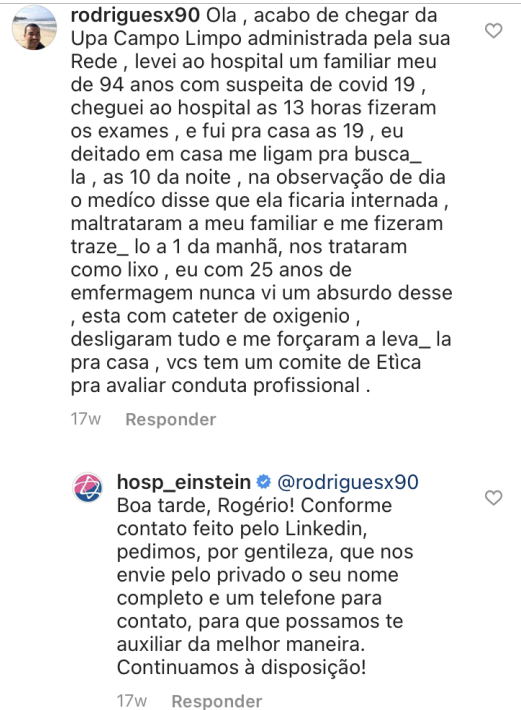 rodriguesx90 Ola , acabo de chegar da
Upa Campo Limpo administrada pela sua
Rede , levei ao hospital um familiar meu
de 94 anos com suspeita de covid 19 ,
cheguei ao hospital as 13 horas fizeram
os exames , e fui pra casa as 19 , eu
deitado em casa me ligam pra busca_
la , as 10 da noite , na observação de dia
o medíco disse que ela ficaria internada ,
maltrataram a meu familiar e me fizeram
traze_ lo a 1 da manhã, nos trataram
como lixo , eu com 25 anos de
emfermagem nunca vi um absurdo desse
, esta com cateter de oxigenio ,
desligaram tudo e me forçaram a leva_ la
pra casa , vcs tem um comite de Etìca
pra avaliar conduta profissional .
17w Responder
hosp_einstein @rodriguesx90
Boa tarde, Rogério! Conforme
contato feito pelo Linkedin,
pedimos, por gentileza, que nos
envie pelo privado o seu nome
completo e um telefone para
contato, para que possamos te
auxiliar da melhor maneira.
Continuamos à disposição!
17w Responder